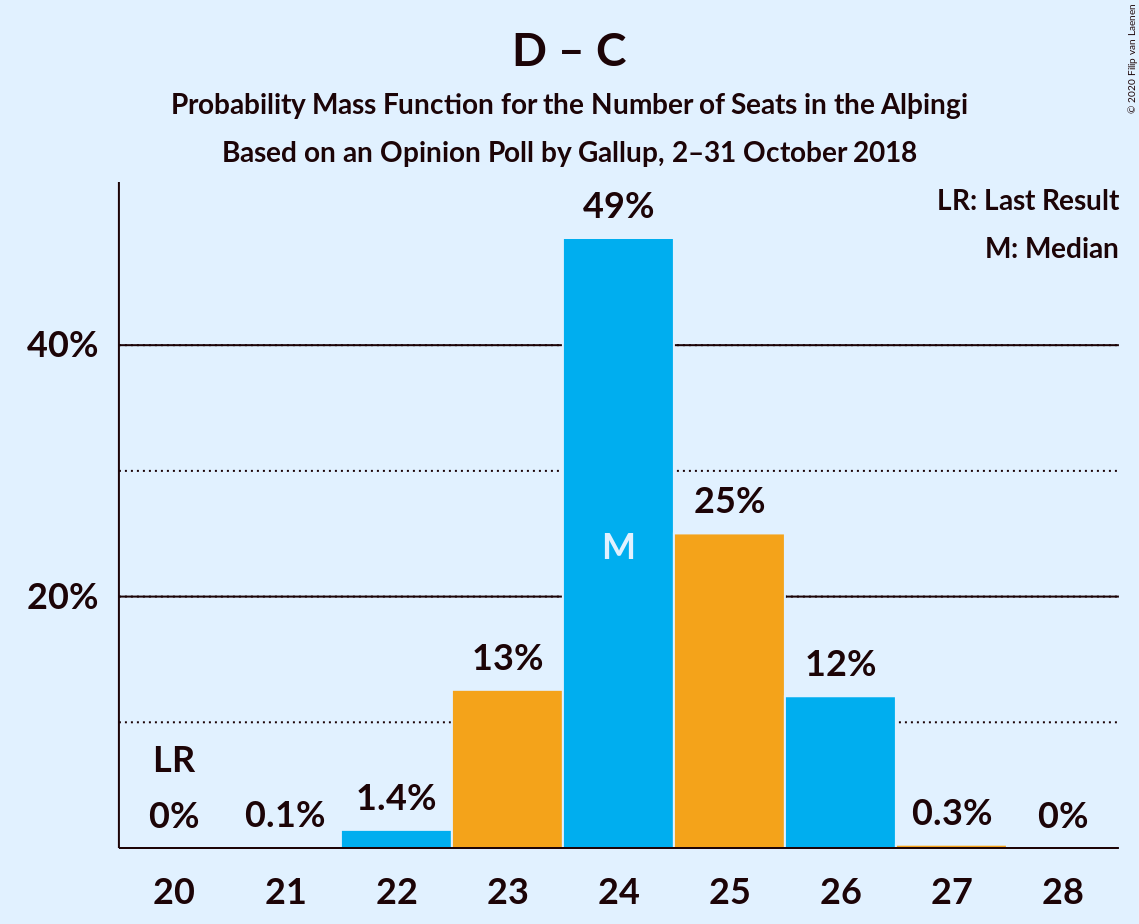 D – C
Probability Mass Function for the Number of Seats in the Alþingi
Based on an Opinion Poll by Gallup, 2–31 October 2018
© 2020 Filip van Laenen
LR: Last Result
M: Median
49%
40%
25%
M
20%
13%
12%
LR
0%
0.1%
1.4%
0.3%
0%
20 21 22 23 24 25 26 27 28